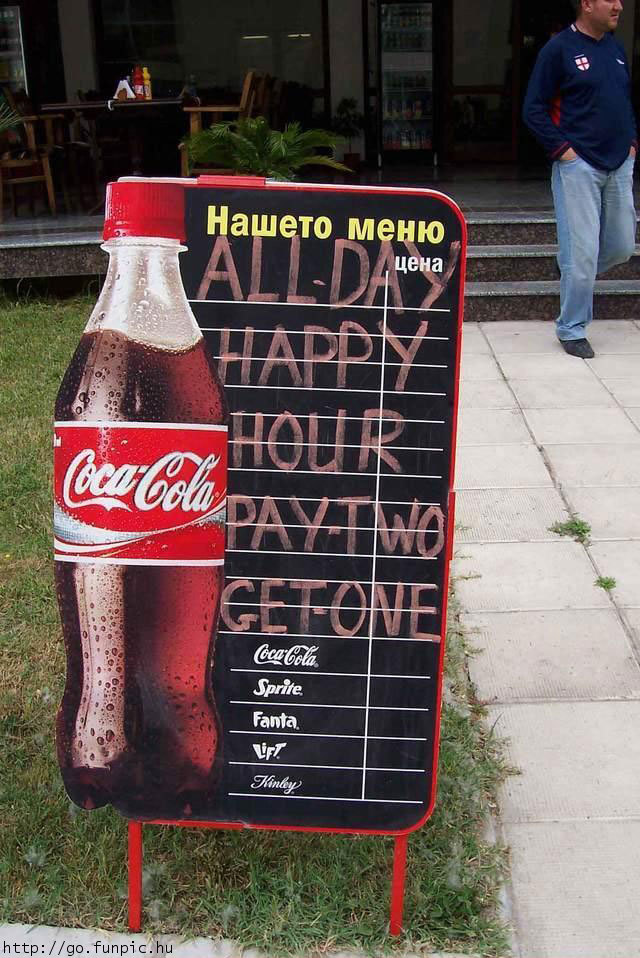 Нашето меню
цена
ALL-DAY
HAPPY
HOUR
PAY-TWO
GET-ONE
Coca-Cola
Coca-Cola
Sprite
Fanta
LiFT
Kinley
http://go.funpic.hu